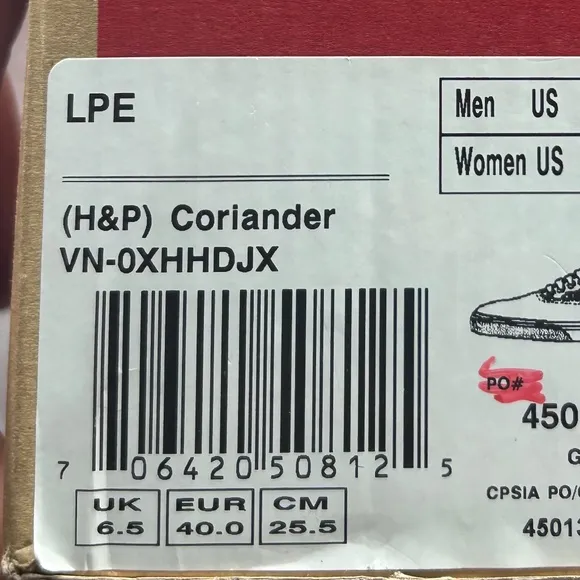 LPE
Men US
Women US
(H&P) Coriander
VN-0XHHDJX
PO#
450
7 06420 50812 5
G
CPSIA PO/
45013
UK EUR CM
6.5 40.0 25.5